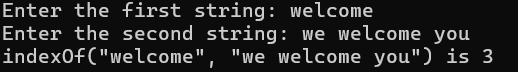 Enter the first string: welcome
Enter the second string: we welcome you
indexOf("welcome", "we welcome you") is 3